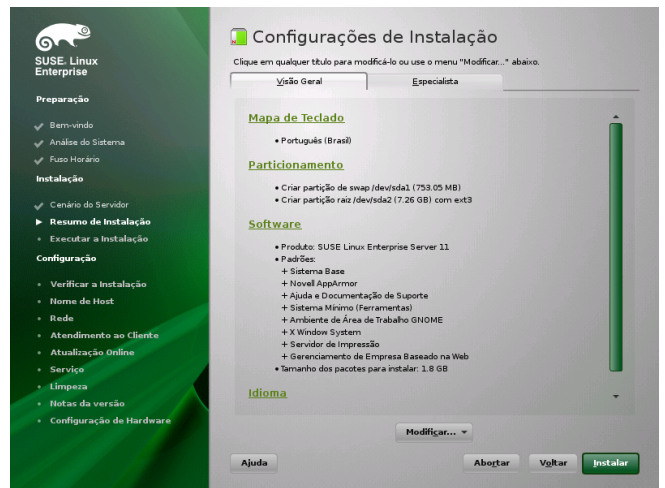 SUSE. Linux
Enterprise
Preparação
Bem-vindo
Análise do Sistema
Fuso Horário
Instalação
Cenário do Servidor
Resumo de Instalação
Executar a Instalação
Configuração
Verificar a Instalação
Nome de Host
Rede
Atendimento ao Cliente
Atualização Online
Serviço
Limpeza
Notas da versão
Configuração de Hardware
Configurações de Instalação
Clique em qualquer título para modificá-lo ou use o menu "Modificar..." abaixo.
Visão Geral
Especialista
Mapa de Teclado
• Português (Brasil)
Particionamento
• Criar partição de swap /dev/sda1 (753.05 MB)
• Criar partição raiz /dev/sda2 (7.26 GB) com ext3
Software
• Produto: SUSE Linux Enterprise Server 11
• Padrões:
+ Sistema Base
+ Novell AppArmor
+ Ajuda e Documentação de Suporte
+ Sistema Mínimo (Ferramentas)
+ Ambiente de Área de Trabalho GNOME
+ X Window System
+ Servidor de Impressão
+ Gerenciamento de Empresa Baseado na Web
• Tamanho dos pacotes para instalar: 1.8 GB
Idioma
Modificar...
Ajuda
Abortar
Voltar
Instalar